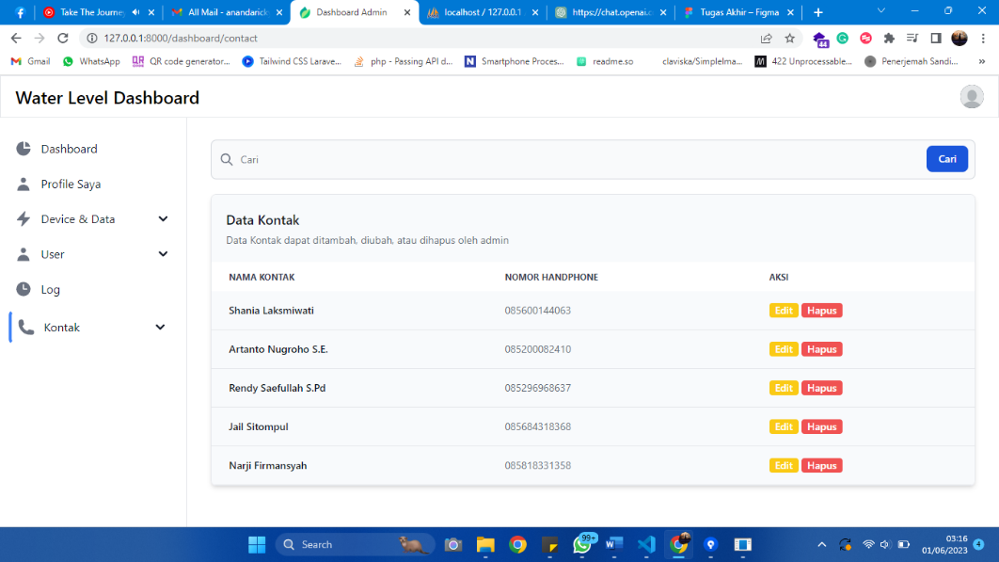 Take The Journe
All Mail - anandarick
Dashboard Admin
localhost / 127.0.0.1
https://chat.openai.c
Tugas Akhir – Figma
127.0.0.1:8000/dashboard/contact
44
Gmail
WhatsApp
QR code generator...
Tailwind CSS Larave...
php - Passing API d...
N Smartphone Proces...
readme.so
claviska/SimpleIma...
M 422 Unprocessable...
Penerjemah Sandi...
»
Water Level Dashboard
Dashboard
Profile Saya
Device & Data
User
Log
Kontak
Cari
Cari
Data Kontak
Data Kontak dapat ditambah, diubah, atau dihapus oleh admin
NAMA KONTAK NOMOR HANDPHONE AKSI
Shania Laksmiwati 085600144063 Edit Hapus
Artanto Nugroho S.E. 085200082410 Edit Hapus
Rendy Saefullah S.Pd 085296968637 Edit Hapus
Jail Sitompul 085684318368 Edit Hapus
Narji Firmansyah 085818331358 Edit Hapus
Search
99+
03:16
01/06/2023
4